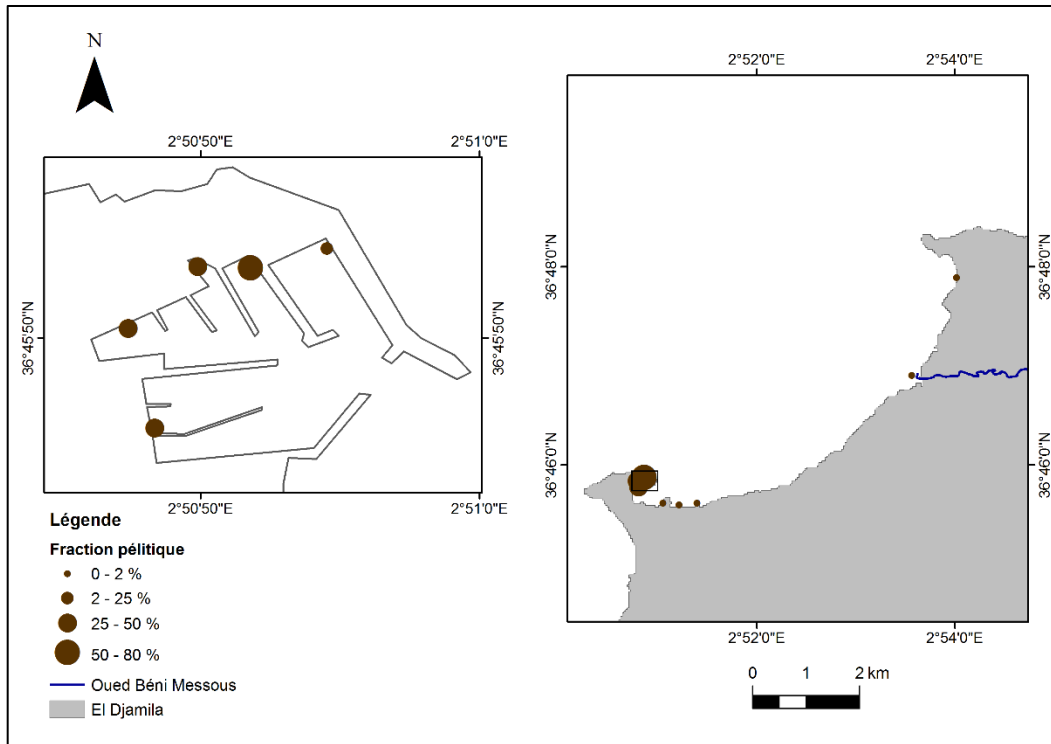 N
2°50'50"E 2°51'0"E
36°45'50"N 36°45'50"N
Légende
Fraction pélitique
0 - 2 %
2 - 25 %
25 - 50 %
50 - 80 %
Oued Béni Messous
El Djamila
2°52'0"E 2°54'0"E
36°48'0"N 36°48'0"N
36°46'0"N 36°46'0"N
2°52'0"E 2°54'0"E
0 1 2 km
2°50'50"E 2°51'0"E